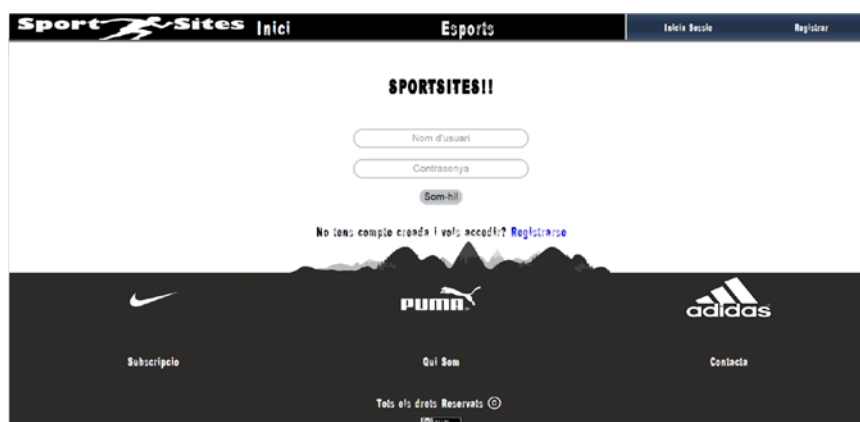 Sport Sites Inici Esports Inicia Sessio Registrar
SPORTSITES!!
Nom d'usuari
Contrasenya
Som-hi!
No tens compte creada i vols accedir? Registrarse
PUMA adidas
Subscripcio Qui Som Contacta
Tots els drets Reservats ©